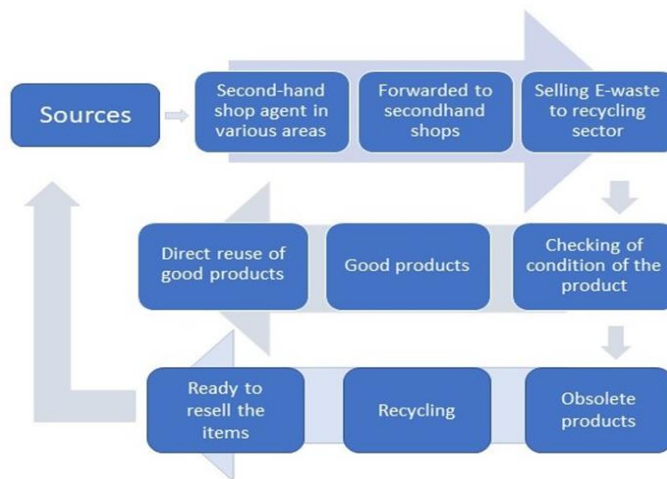 Sources
Second-hand
shop agent in
various areas
Forwarded to
secondhand
shops
Selling E-waste
to recycling
sector
Direct reuse of
good products
Good products
Checking of
condition of the
product
Ready to
resell the
items
Recycling
Obsolete
products